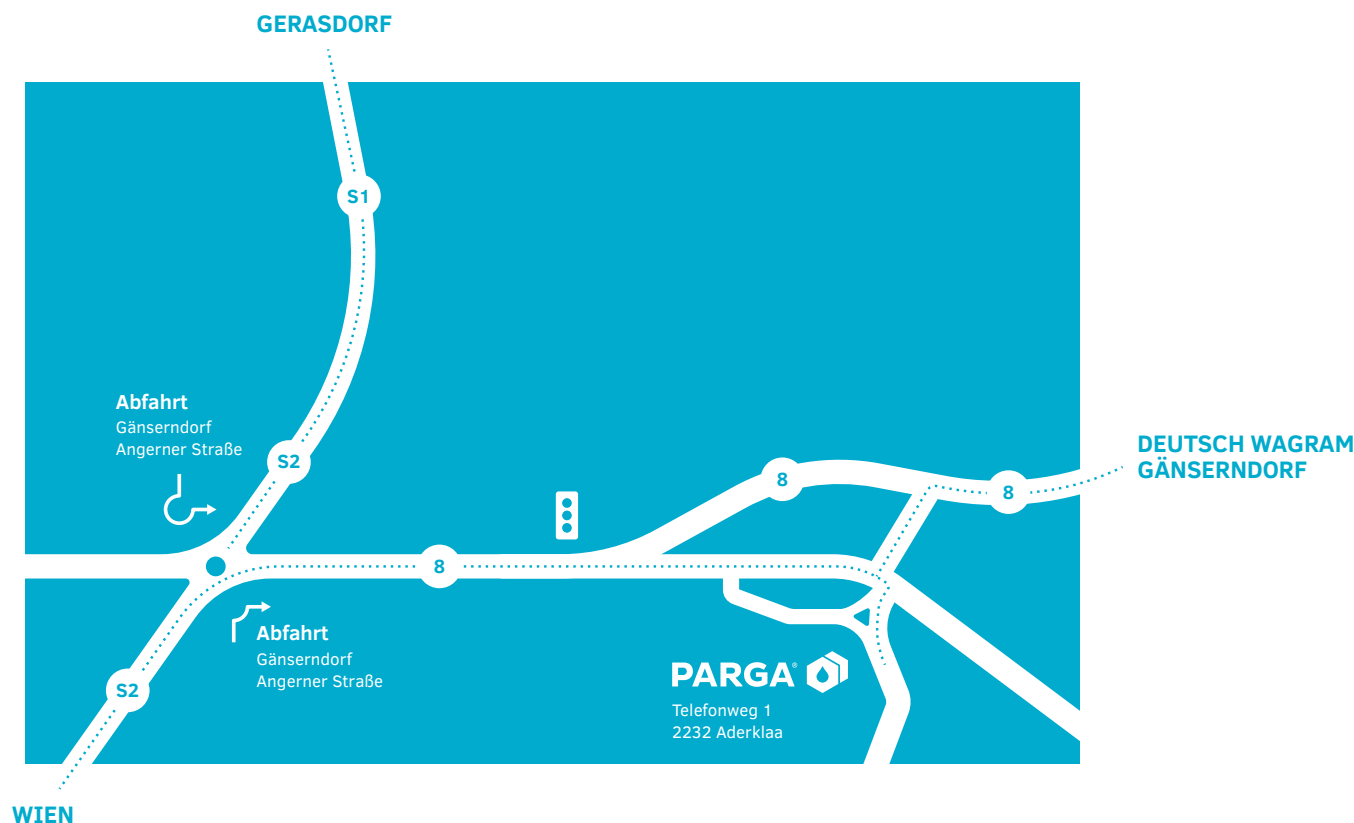 GERASDORF
S1
Abfahrt
Gänserndorf
Angerner Straße
S2
DEUTSCH WAGRAM
GÄNSERNDORF
8
8
8
Abfahrt
Gänserndorf
Angerner Straße
S2
PARGA®
Telefonweg 1
2232 Aderklaa
WIEN